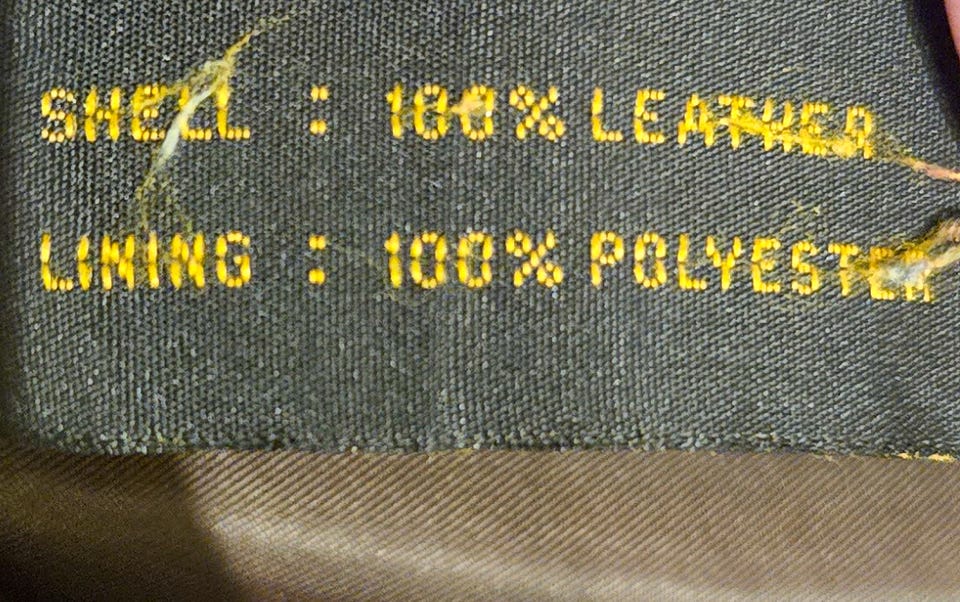 SHELL : 100% LEATHER
LINING : 100% POLYESTER